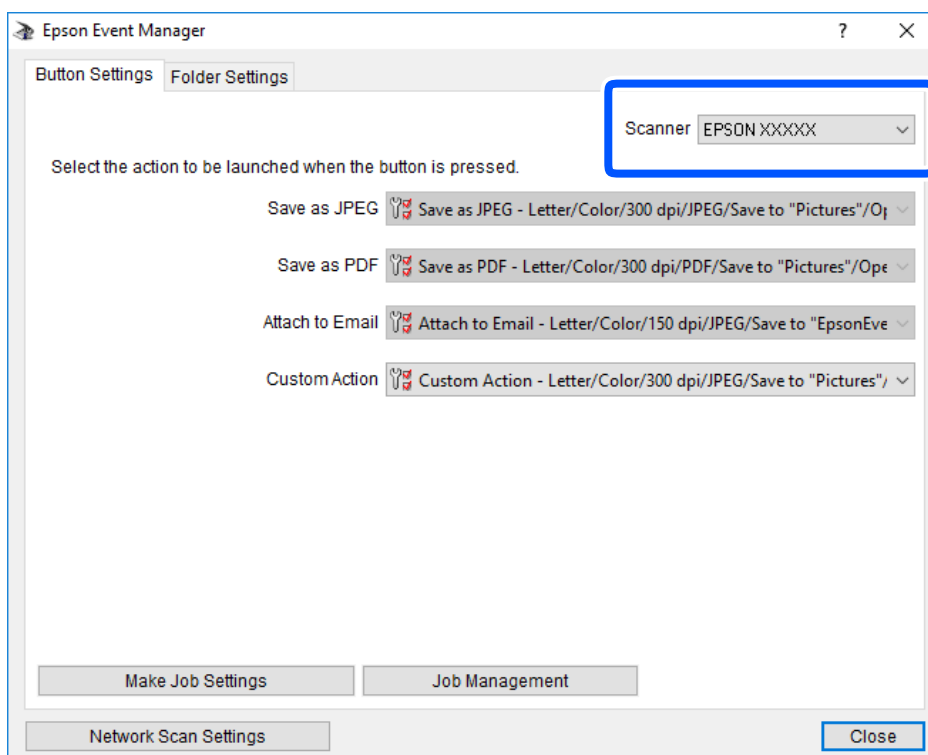 Epson Event Manager
Button Settings Folder Settings
Scanner EPSON XXXXX
Select the action to be launched when the button is pressed.
Save as JPEG Save as JPEG - Letter/Color/300 dpi/JPEG/Save to "Pictures"/Op
Save as PDF Save as PDF - Letter/Color/300 dpi/PDF/Save to "Pictures"/Ope
Attach to Email Attach to Email - Letter/Color/150 dpi/JPEG/Save to "EpsonEve
Custom Action Custom Action - Letter/Color/300 dpi/JPEG/Save to "Pictures"/
Make Job Settings Job Management
Network Scan Settings Close